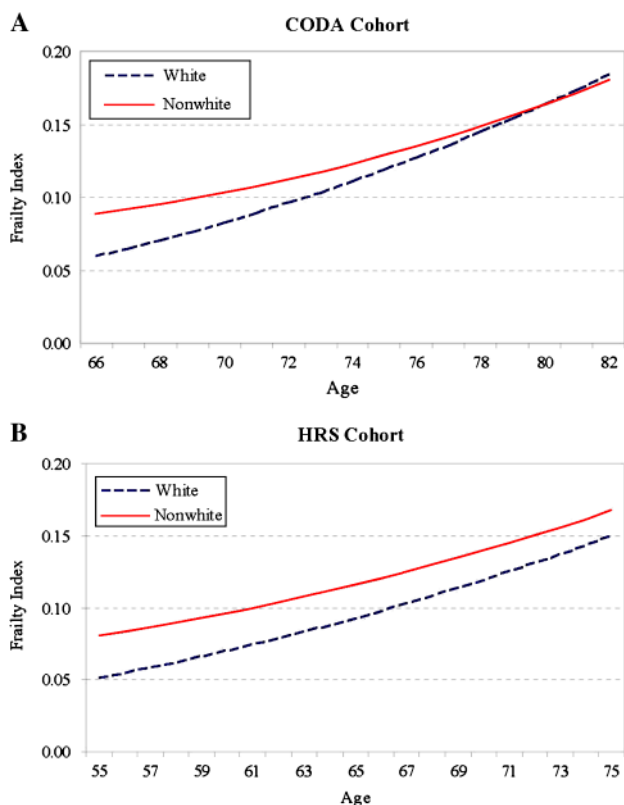 A
CODA Cohort
White
Nonwhite
0.20
0.15
0.10
0.05
0.00
Frailty Index
66 68 70 72 74 76 78 80 82
Age
B
HRS Cohort
White
Nonwhite
0.20
0.15
0.10
0.05
0.00
Frailty Index
55 57 59 61 63 65 67 69 71 73 75
Age